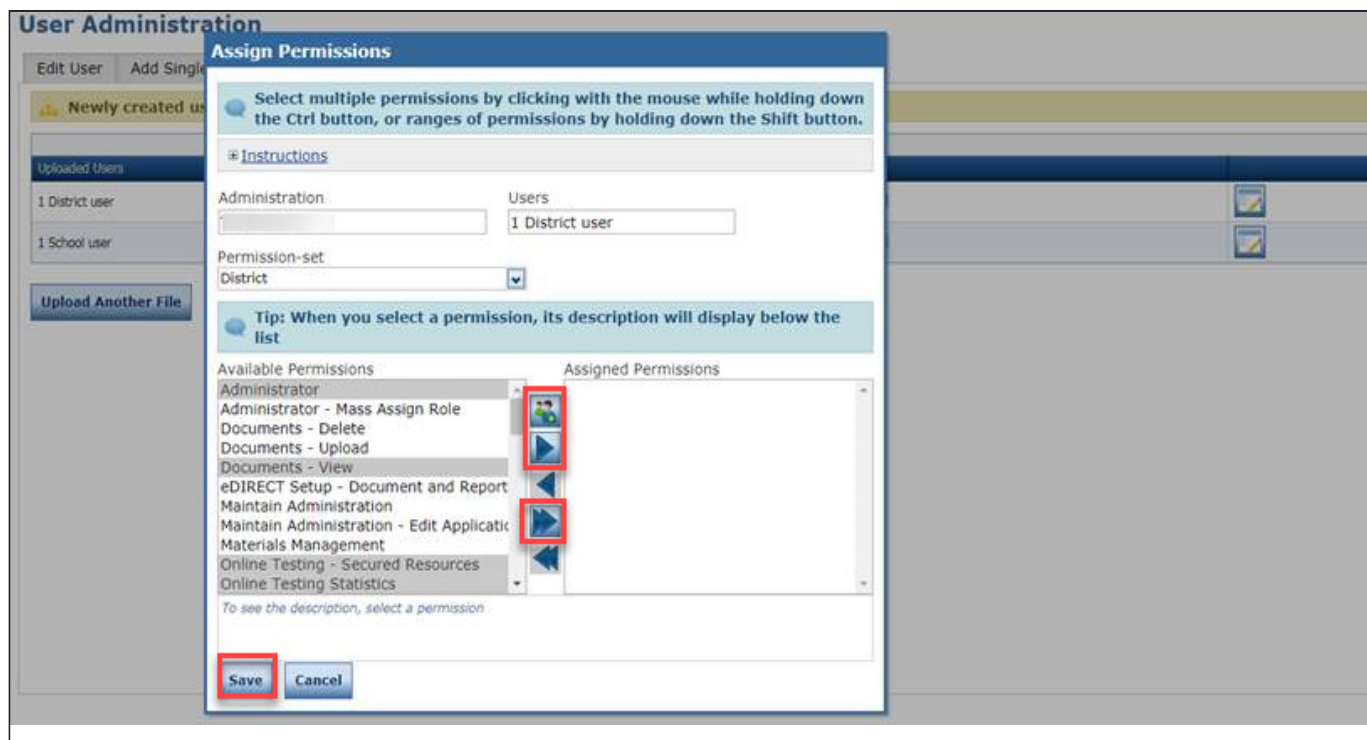 User Administration
Assign Permissions
Edit User
Add Single
Select multiple permissions by clicking with the mouse while holding down
the Ctrl button, or ranges of permissions by holding down the Shift button.
Newly created us
Instructions
Uploaded Users
1 District user
1 School user
Administration
Users
1 District user
Permission-set
District
Upload Another File
Tip: When you select a permission, its description will display below the
list
Available Permissions
Assigned Permissions
Administrator
Administrator - Mass Assign Role
Documents - Delete
Documents - Upload
Documents - View
eDIRECT Setup - Document and Report
Maintain Administration
Maintain Administration - Edit Applicatic
Materials Management
Online Testing - Secured Resources
Online Testing Statistics
To see the description, select a permission
Save
Cancel